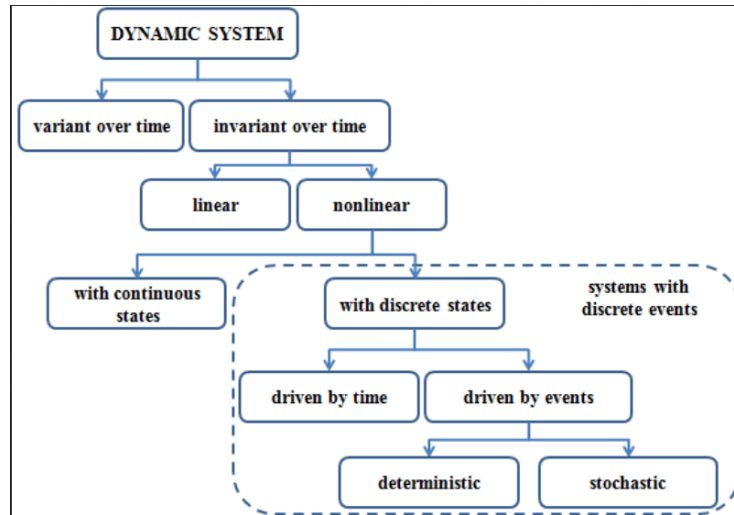 DYNAMIC SYSTEM
variant over time
invariant over time
linear
nonlinear
with continuous
states
with discrete states
systems with
discrete events
driven by time
driven by events
deterministic
stochastic